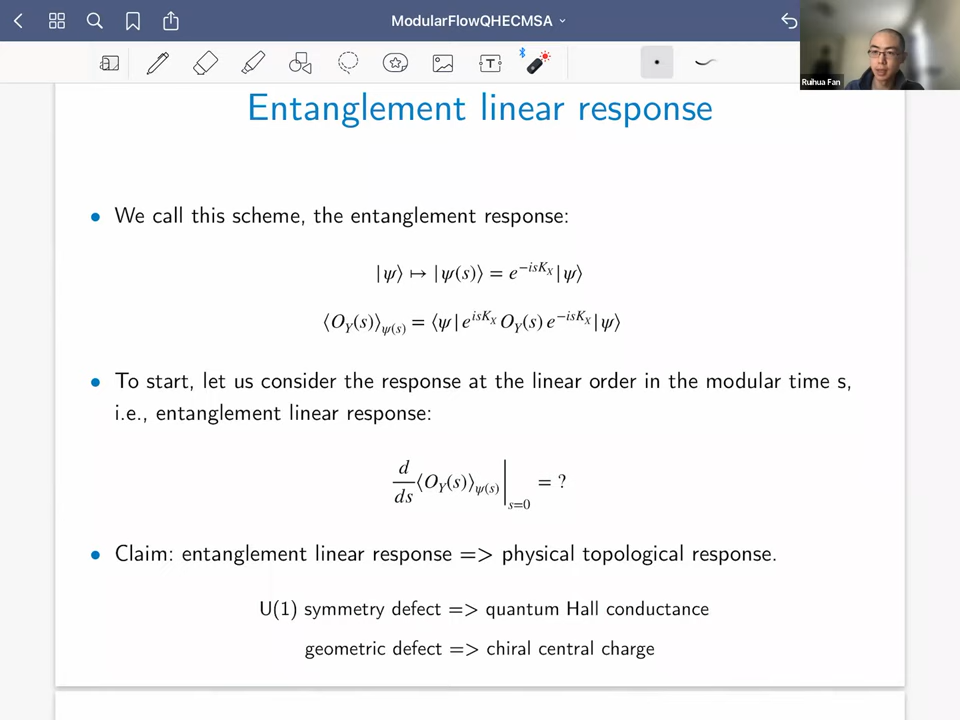 ModularFlowQHECMSA
Ruihua Fan
Entanglement linear response
• We call this scheme, the entanglement response:
|ψ⟩ ↦ |ψ(s)⟩ = e^{-isK_X}|ψ⟩
⟨O_Y(s)⟩_{ψ(s)} = ⟨ψ|e^{isK_X} O_Y(s) e^{-isK_X}|ψ⟩
• To start, let us consider the response at the linear order in the modular time s,
i.e., entanglement linear response:
d/ds ⟨O_Y(s)⟩_{ψ(s)} |_{s=0} = ?
• Claim: entanglement linear response => physical topological response.
U(1) symmetry defect => quantum Hall conductance
geometric defect => chiral central charge